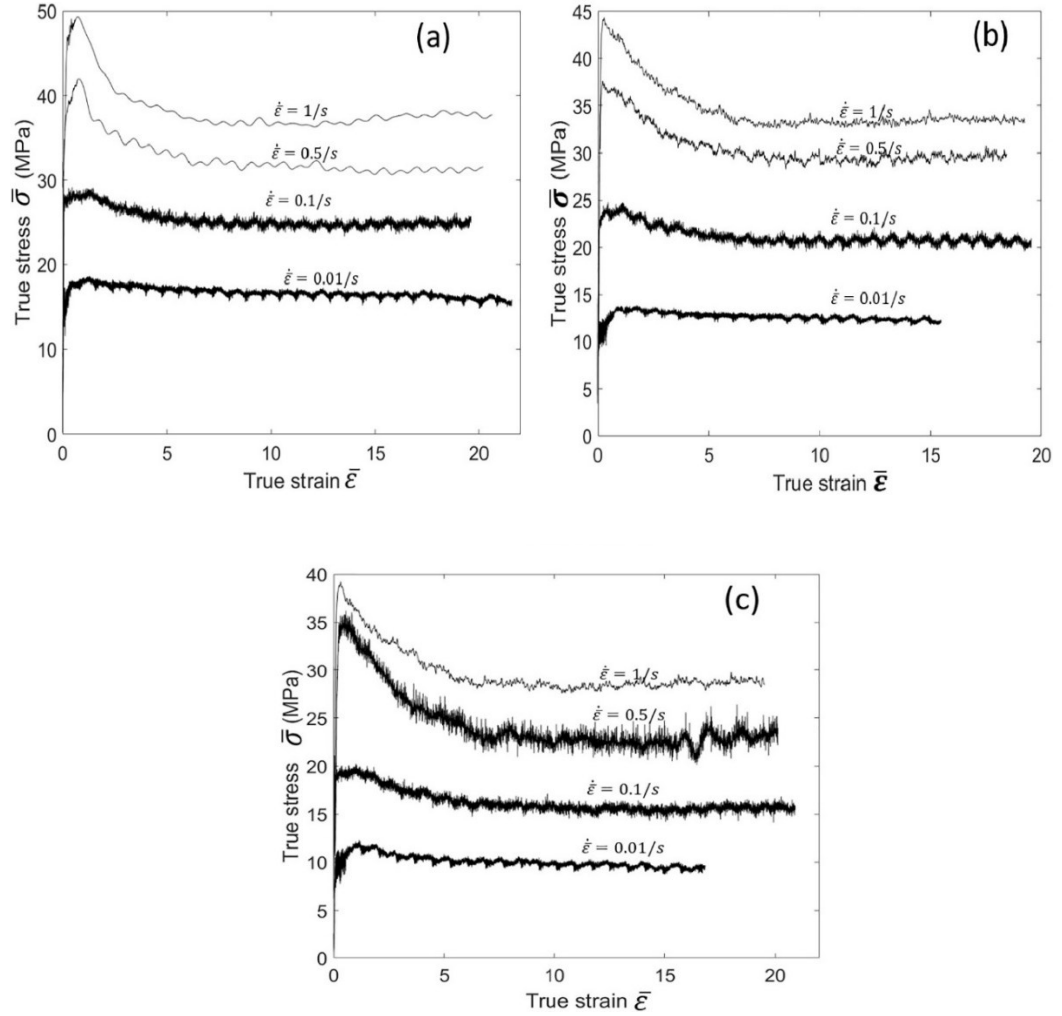 (a)
50
40
30
20
10
0
True stress σ̄ (MPa)
ε̇ = 1/s
ε̇ = 0.5/s
ε̇ = 0.1/s
ε̇ = 0.01/s
0 5 10 15 20
True strain ε̄
(b)
45
40
35
30
25
20
15
10
5
0
True stress σ̄ (MPa)
ε̇ = 1/s
ε̇ = 0.5/s
ε̇ = 0.1/s
ε̇ = 0.01/s
0 5 10 15 20
True strain ε̄
(c)
40
35
30
25
20
15
10
5
0
True stress σ̄ (MPa)
ε̇ = 1/s
ε̇ = 0.5/s
ε̇ = 0.1/s
ε̇ = 0.01/s
0 5 10 15 20
True strain ε̄